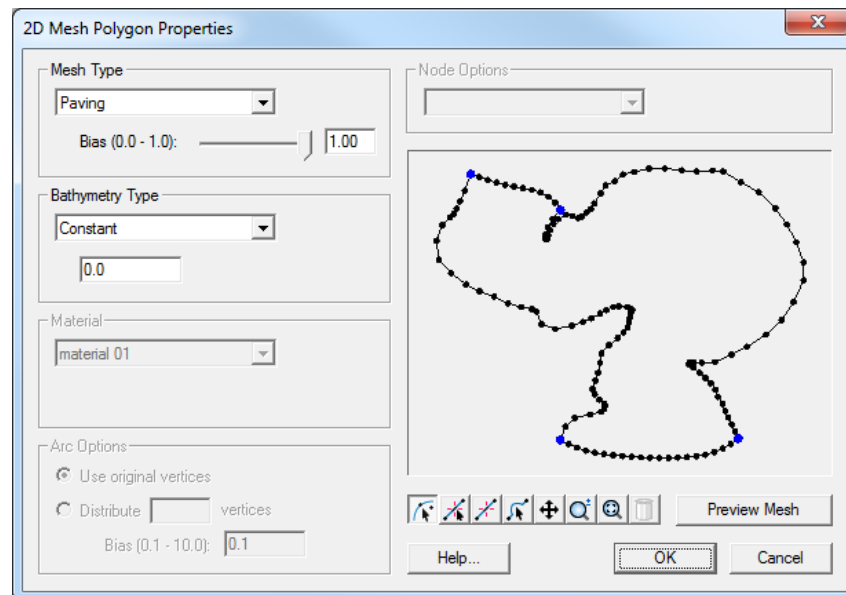 2D Mesh Polygon Properties
Mesh Type
Paving
Bias (0.0 - 1.0):
1.00
Node Options
Bathymetry Type
Constant
0.0
Material
material 01
Arc Options
Use original vertices
Distribute
vertices
Bias (0.1 - 10.0):
0.1
Preview Mesh
Help...
OK
Cancel